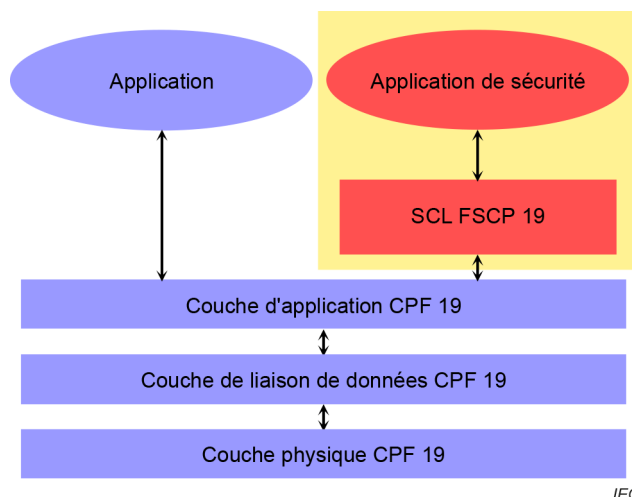 Application
Application de sécurité
SCL FSCP 19
Couche d'application CPF 19
Couche de liaison de données CPF 19
Couche physique CPF 19